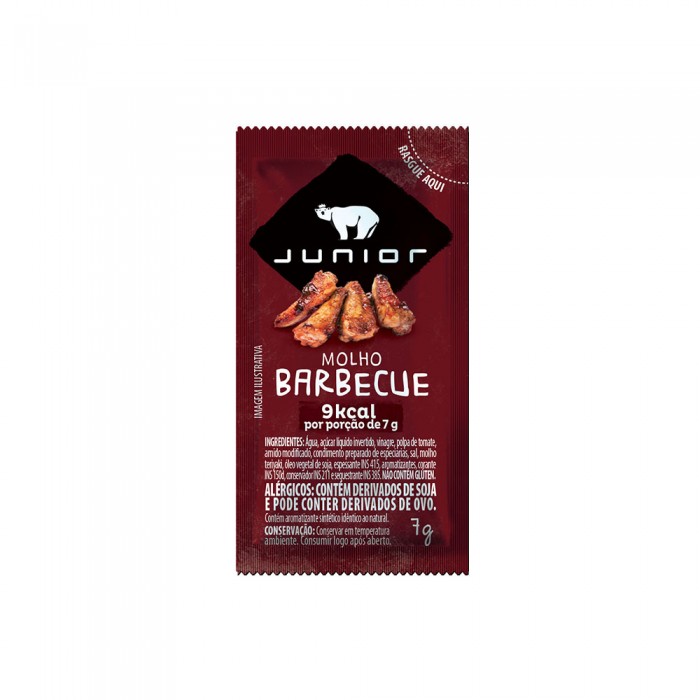 RASGUE AQUI
JUNIOR
IMAGEM ILUSTRATIVA
MOLHO
BARBECUE
9kcal
por porção de 7 g
INGREDIENTES: Água, açúcar líquido invertido, vinagre, polpa de tomate,
amido modificado, condimento preparado de especiarias, sal, molho
teriyaki, óleo vegetal de soja, espessante INS 415, aromatizantes, corante
INS 150d, conservador INS 211 e sequestrante INS 385. NÃO CONTÉM GLÚTEN.
ALÉRGICOS: CONTÉM DERIVADOS DE SOJA
E PODE CONTER DERIVADOS DE OVO.
Contém aromatizante sintético idêntico ao natural.
CONSERVAÇÃO: Conservar em temperatura
ambiente. Consumir logo após aberto.
7g